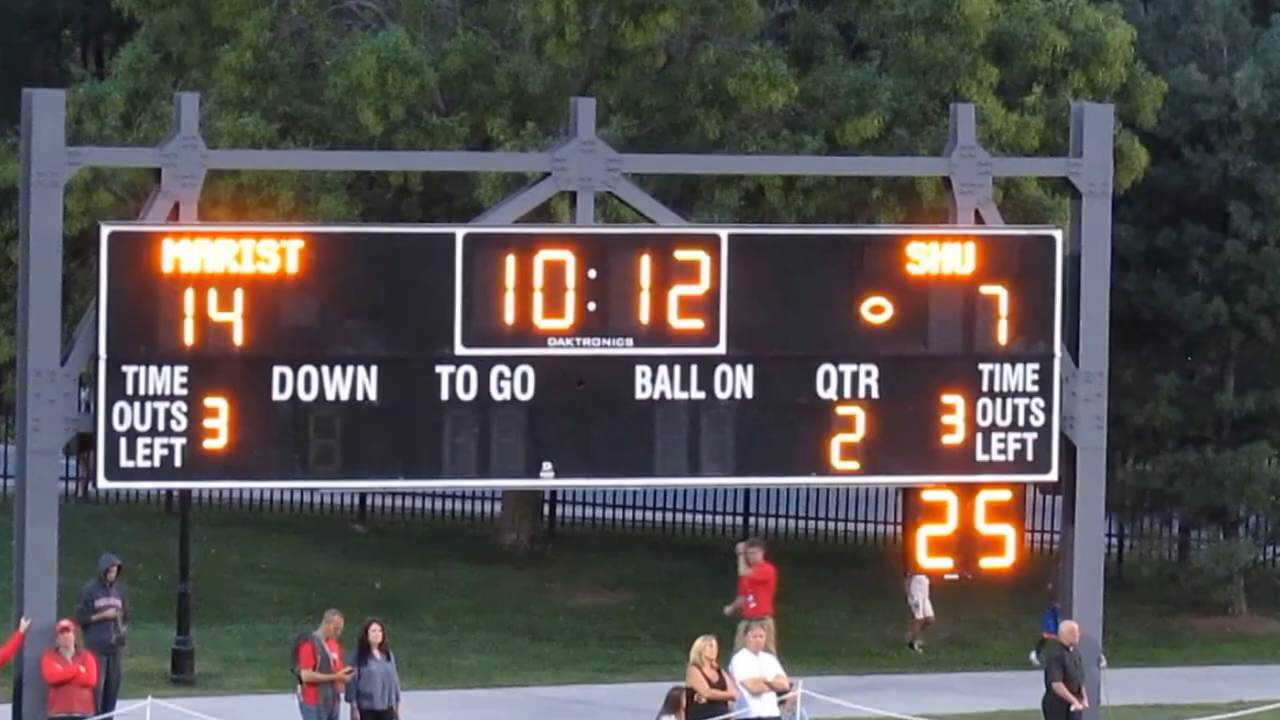 MARIST 10:12 SHU
14 7
DAKTRONICS
TIME OUTS LEFT 3
DOWN
TO GO
BALL ON
QTR 2
3 TIME OUTS LEFT
25